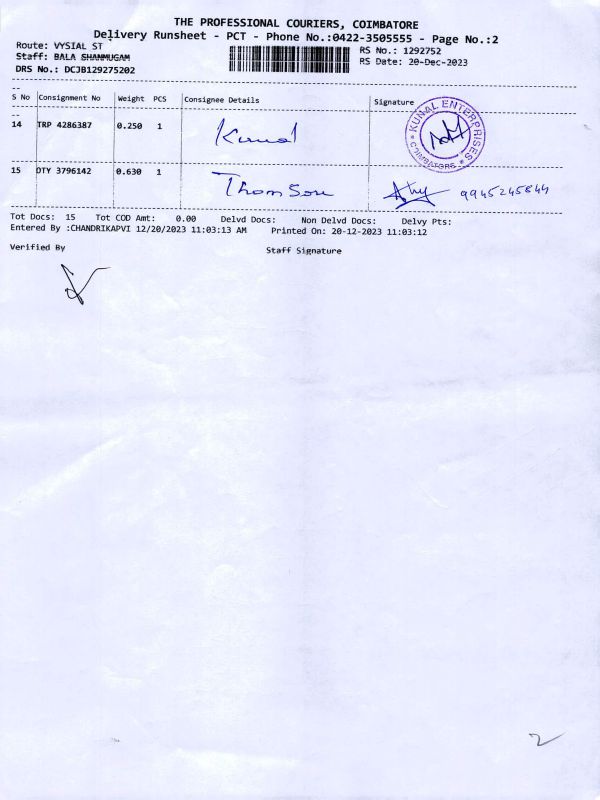 THE PROFESSIONAL COURIERS, COIMBATORE
Delivery Runsheet - PCT - Phone No.:0422-3505555 - Page No.:2
Route: VYSIAL ST
RS No.: 1292752
Staff: BALA SHANMUGAM
RS Date: 20-Dec-2023
DRS No.: DCJB129275202
S No Consignment No Weight PCS Consignee Details Signature
14 TRP 4286387 0.250 1 Kunal
KUNAL ENTERPRISES * COIMBATORE *
15 DTY 3796142 0.630 1 Thomson 9945245844
Tot Docs: 15 Tot COD Amt: 0.00 Delvd Docs: Non Delvd Docs: Delvy Pts:
Entered By :CHANDRIKAPVI 12/20/2023 11:03:13 AM Printed On: 20-12-2023 11:03:12
Verified By Staff Signature
2